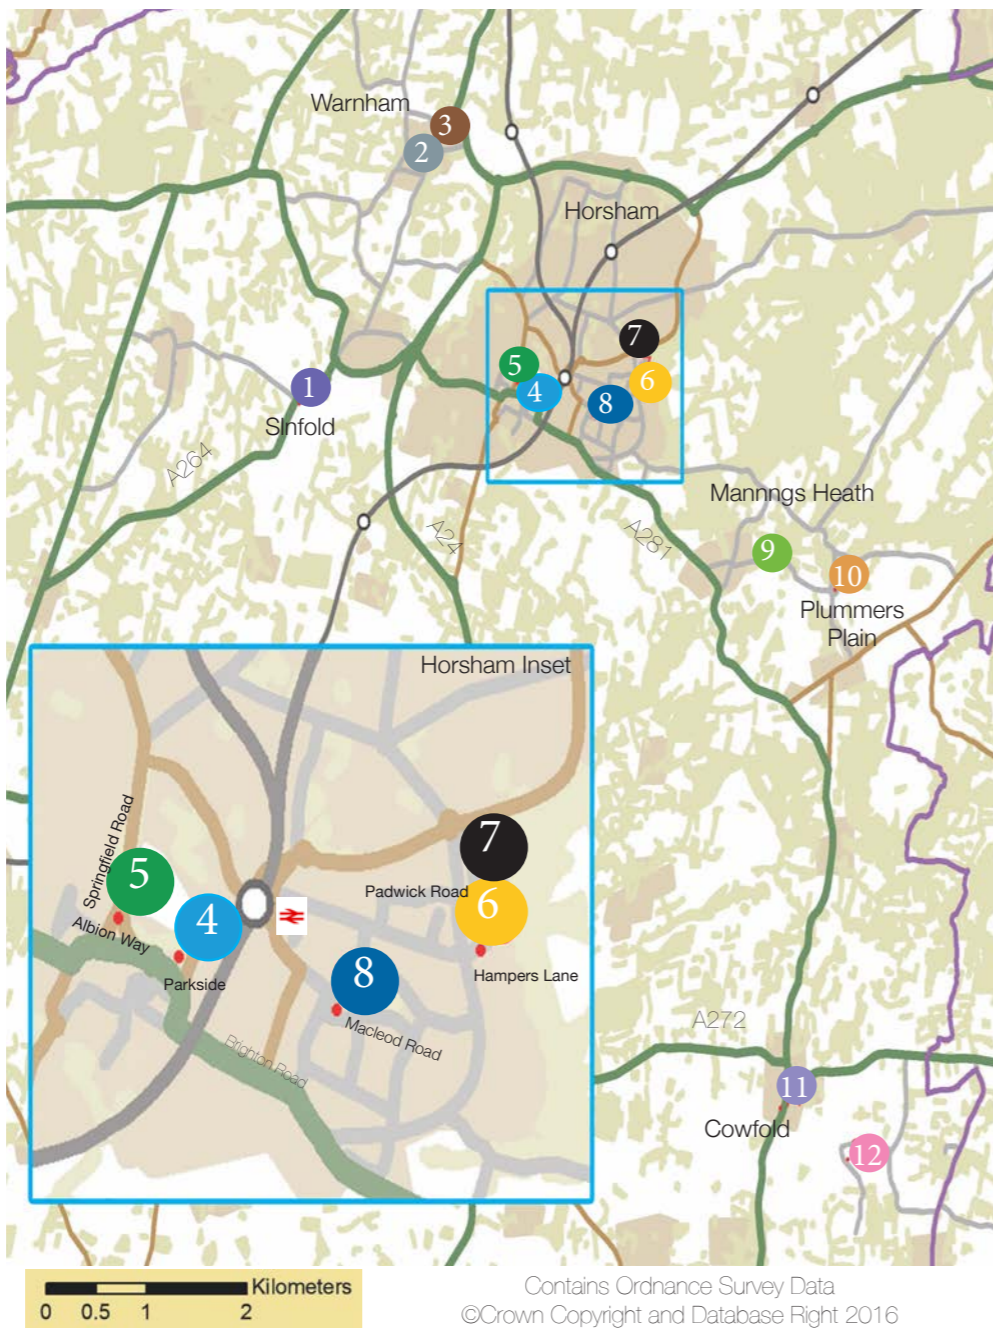 Warnham
3
2
Horsham
7
5
6
4
8
1
SInfold
A264
A24
A281
Mannngs Heath
9
10
Plummers
Plain
Horsham Inset
Springfield Road
7
5
Padwick Road
6
4
Albion Way
Parkside
Hampers Lane
8
Macleod Road
Brighton Road
A272
11
Cowfold
12
Kilometers
0 0.5 1 2
Contains Ordnance Survey Data
©Crown Copyright and Database Right 2016